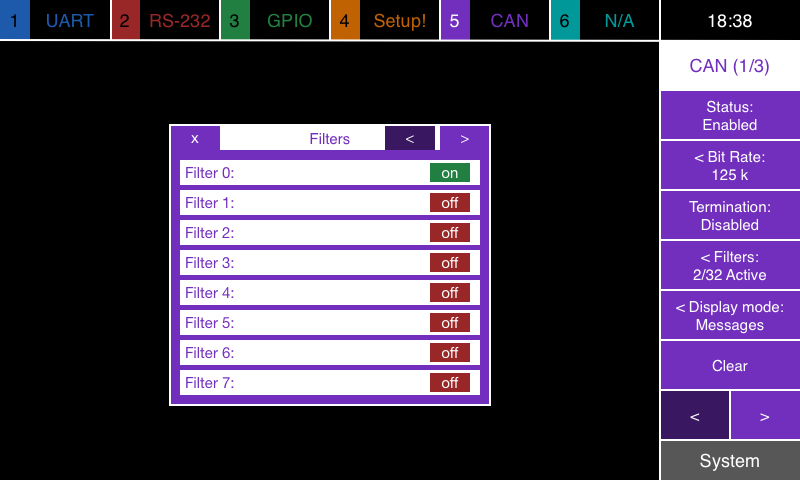 1 UART 2 RS-232 3 GPIO 4 Setup! 5 CAN 6 N/A 18:38
CAN (1/3)
Status:
Enabled
< Bit Rate:
125 k
Termination:
Disabled
< Filters:
2/32 Active
< Display mode:
Messages
Clear
< >
System
x Filters < >
Filter 0: on
Filter 1: off
Filter 2: off
Filter 3: off
Filter 4: off
Filter 5: off
Filter 6: off
Filter 7: off